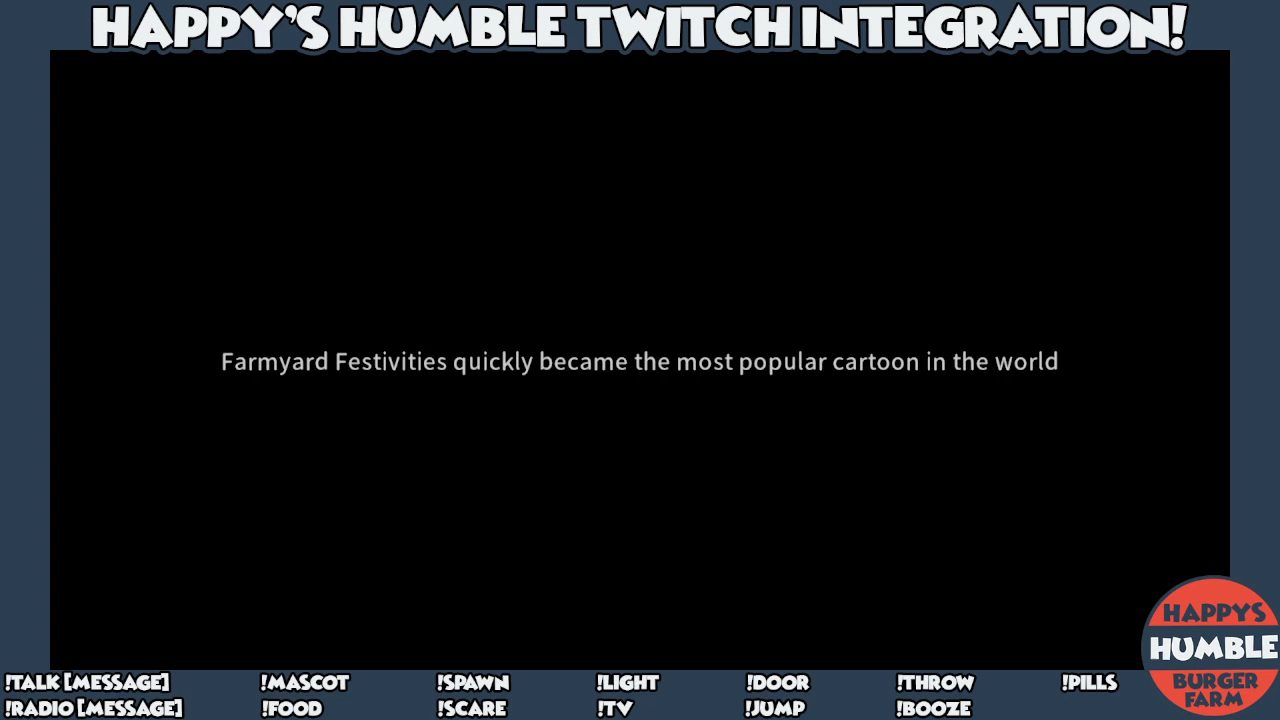 HAPPY'S HUMBLE TWITCH INTEGRATION!
Farmyard Festivities quickly became the most popular cartoon in the world
HAPPYS
HUMBLE
BURGER
FARM
!TALK [MESSAGE] !MASCOT !SPAWN !LIGHT !DOOR !THROW !PILLS
!RADIO [MESSAGE] !FOOD !SCARE !TV !JUMP !BOOZE